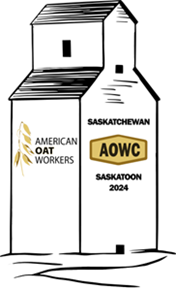 AMERICAN
OAT
WORKERS
SASKATCHEWAN
AOWC
SASKATOON
2024